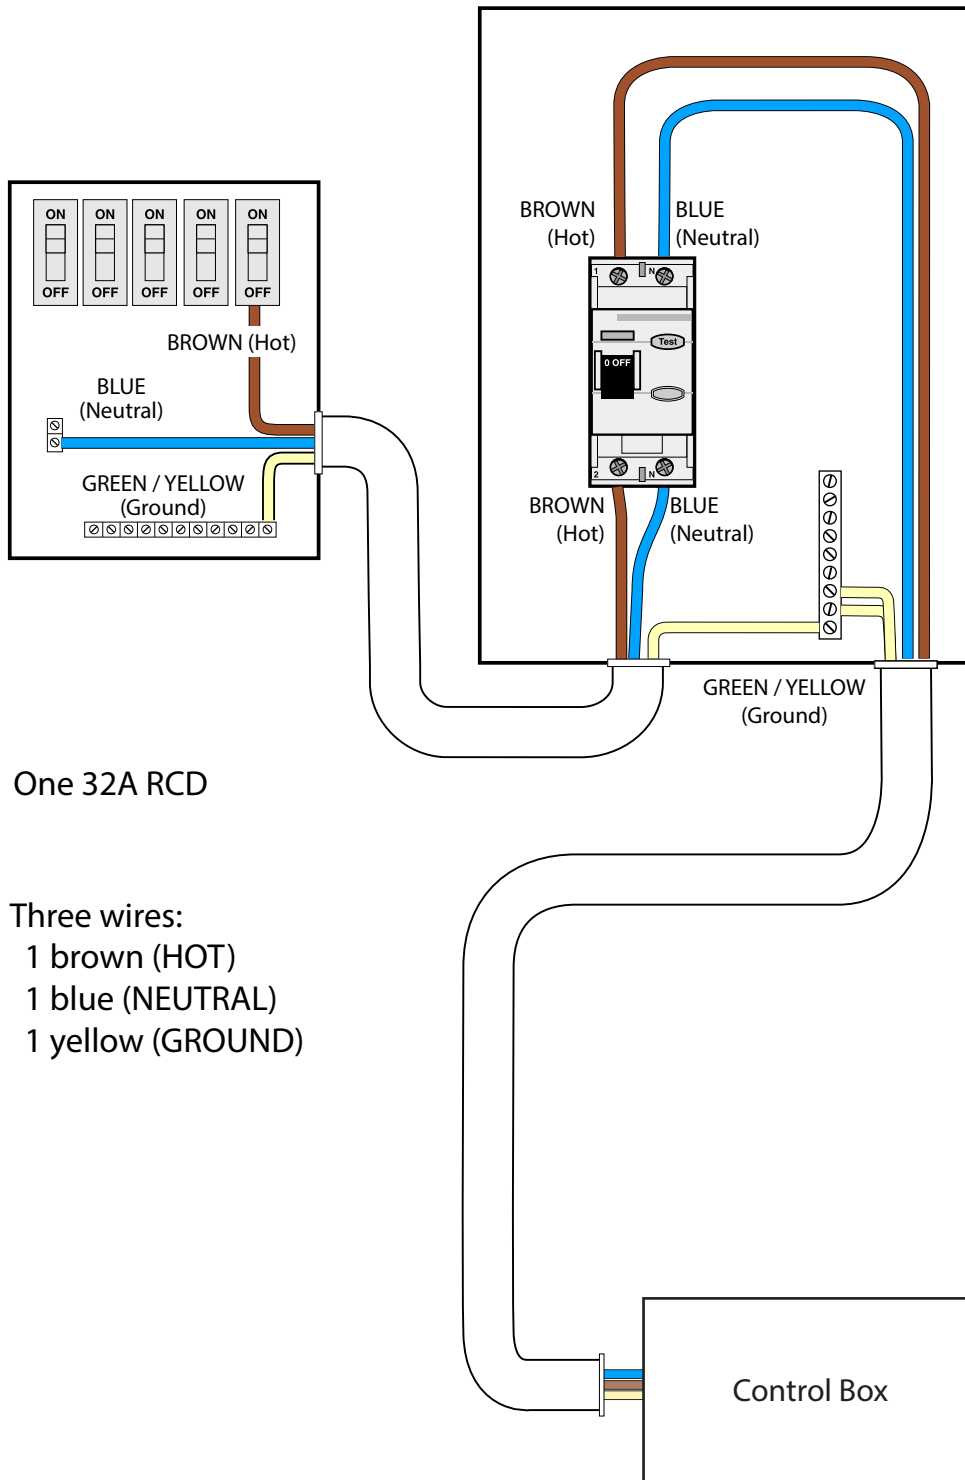 ON
ON
ON
ON
ON
OFF
OFF
OFF
OFF
OFF
BROWN (Hot)
BLUE
(Neutral)
GREEN / YELLOW
(Ground)
BROWN
(Hot)
BLUE
(Neutral)
1
N
Test
0 OFF
2
N
BROWN
(Hot)
BLUE
(Neutral)
GREEN / YELLOW
(Ground)
One 32A RCD
Three wires:
1 brown (HOT)
1 blue (NEUTRAL)
1 yellow (GROUND)
Control Box